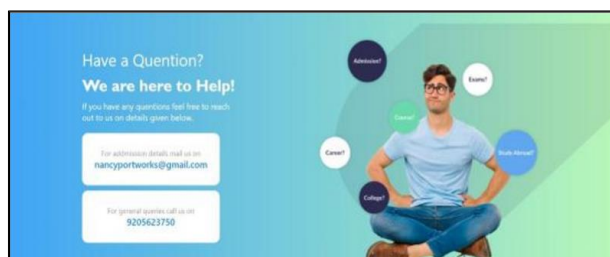 Have a Quention?
We are here to Help!
If you have any quentions feel free to reach
out to us on details given below.
For addmission details mail us on
nancyportworks@gmail.com
For general queries call us on
9205623750
Admission?
Exams?
Course?
Career?
Study Abroad?
College?